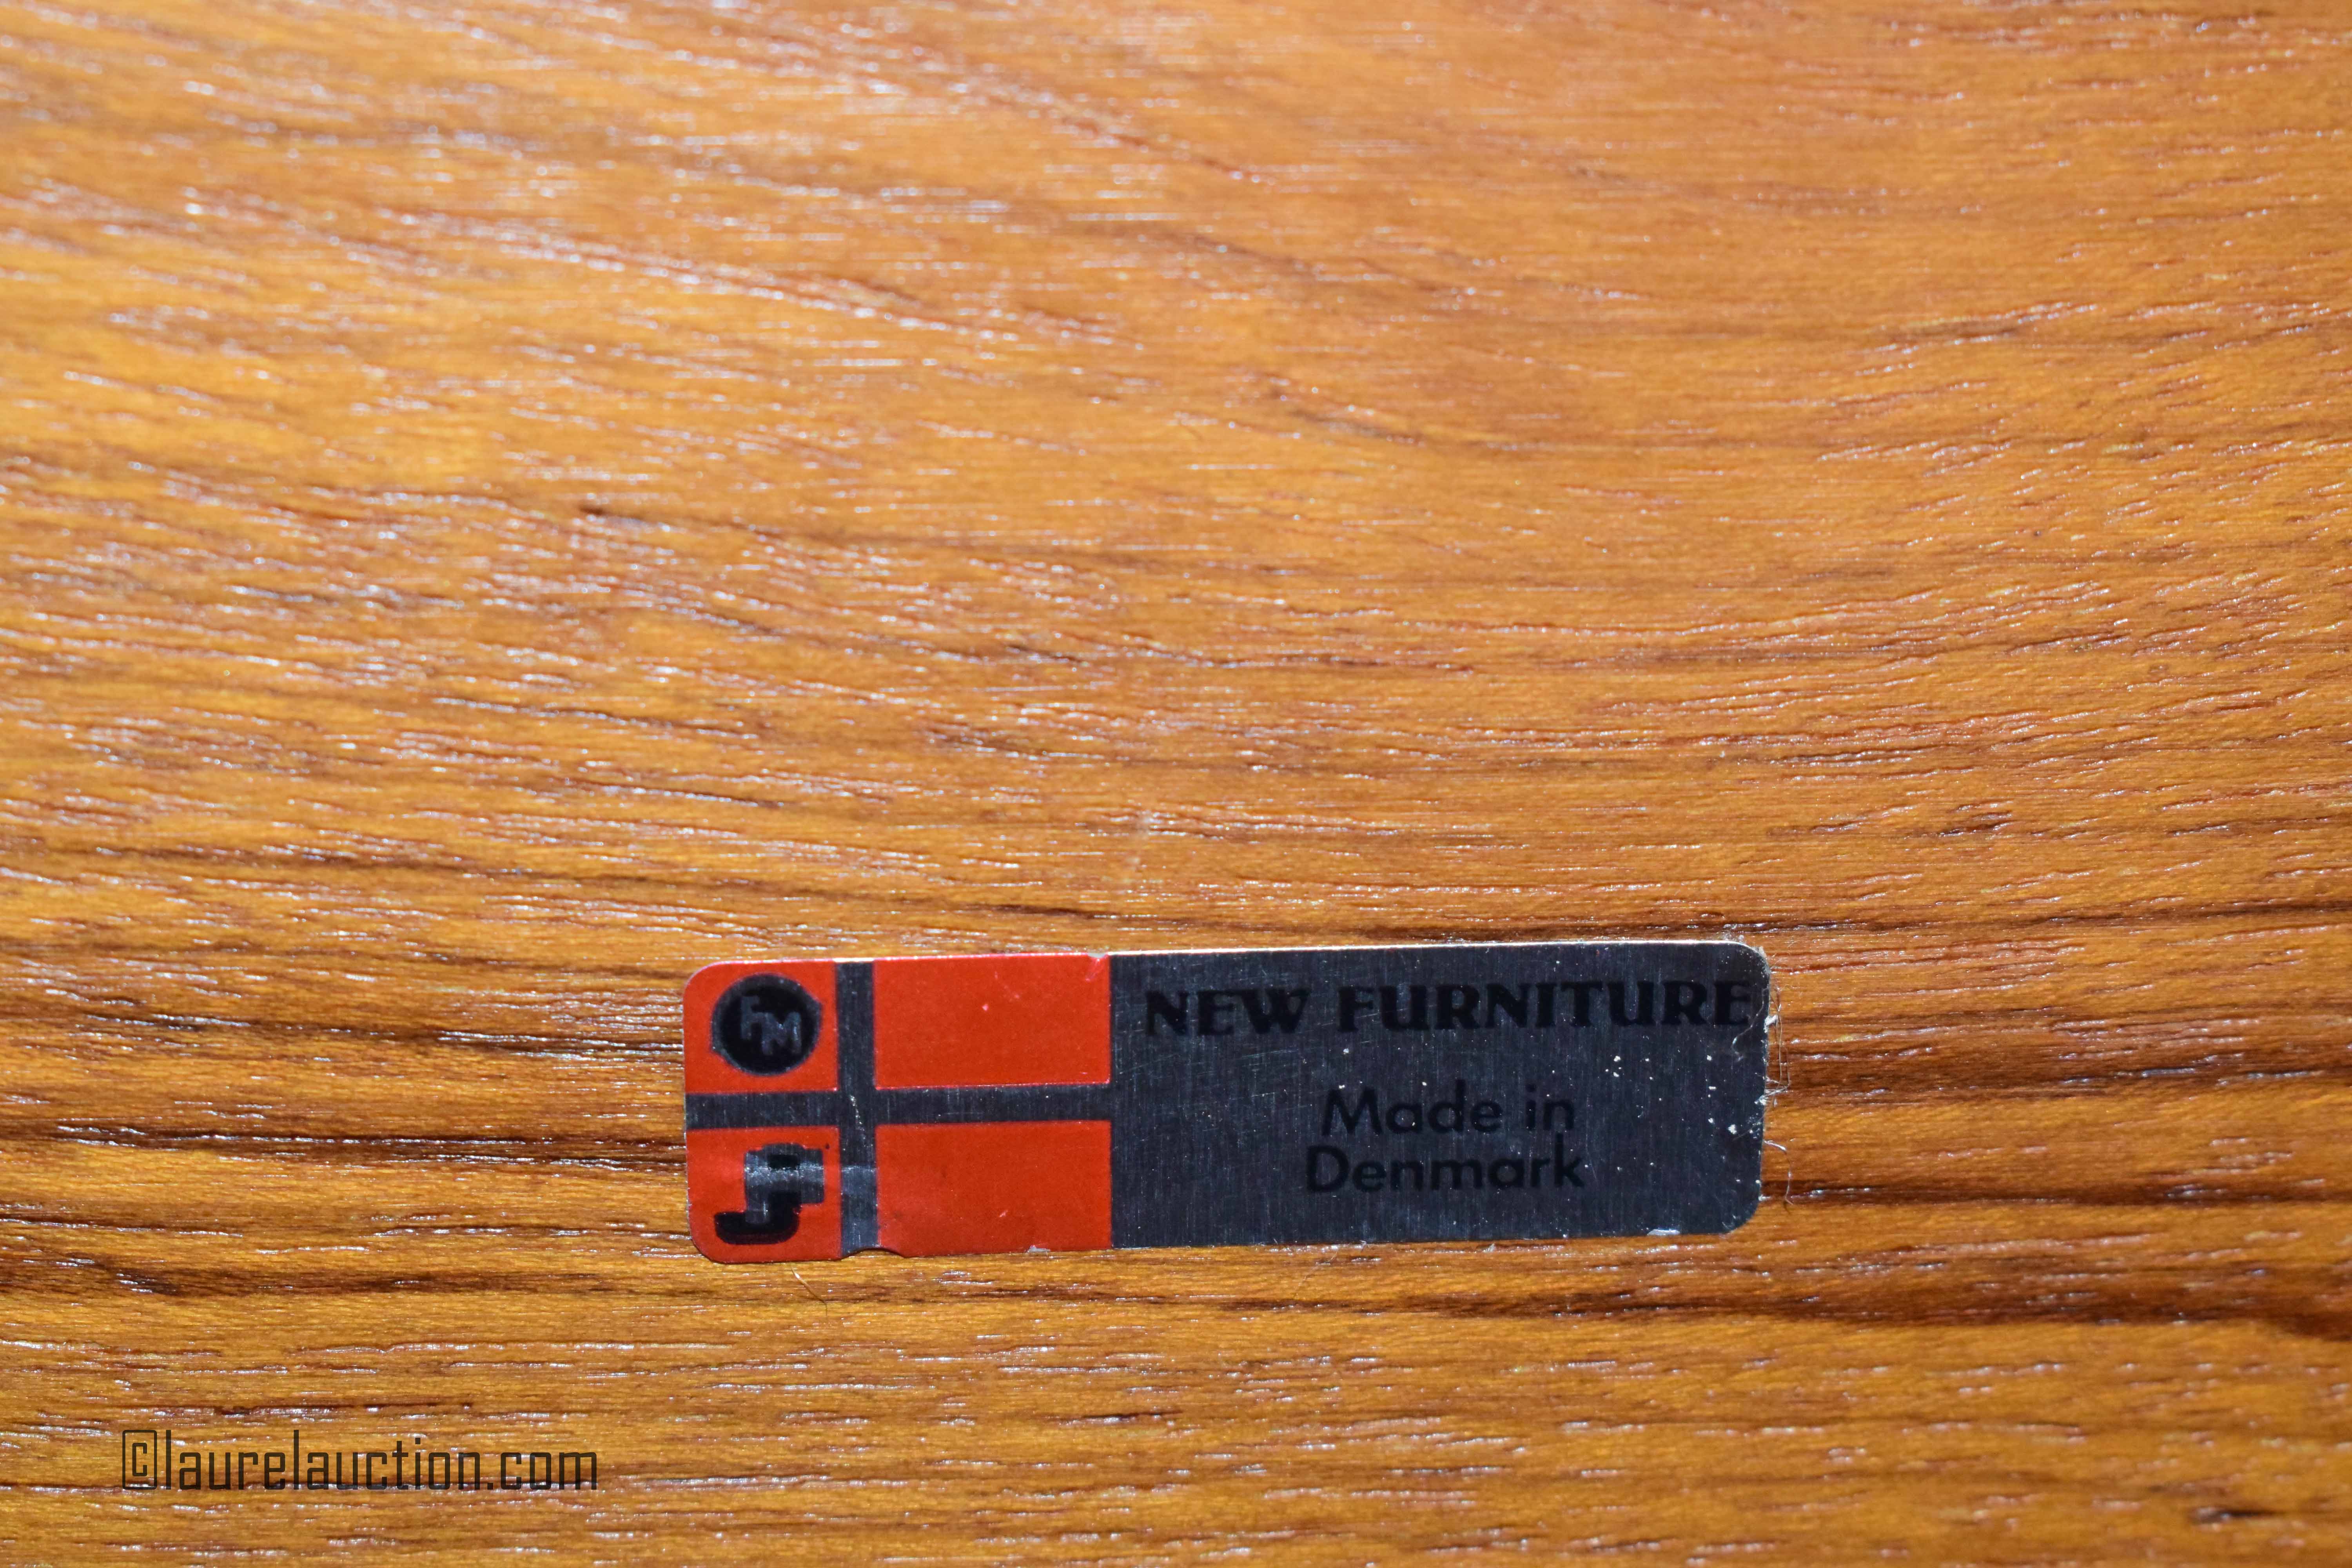 FM
NEW FURNITURE
Made in
Denmark
©laurelauction.com